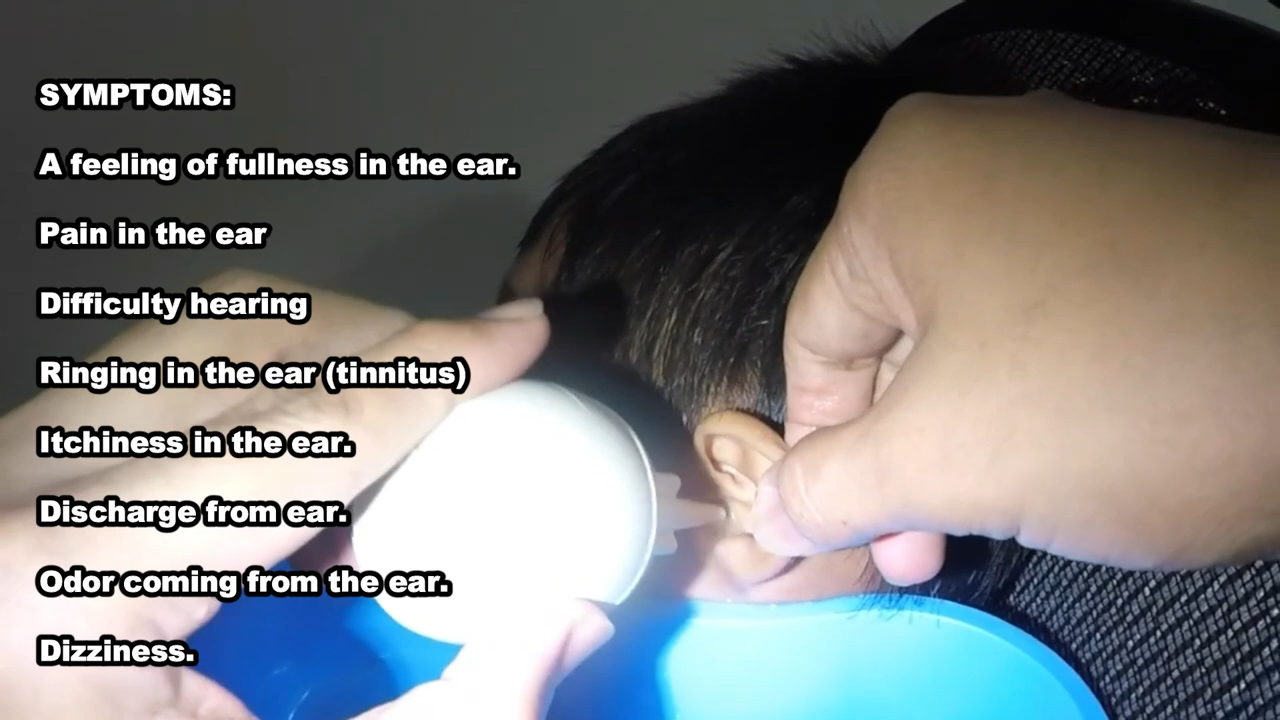 SYMPTOMS:
A feeling of fullness in the ear.
Pain in the ear
Difficulty hearing
Ringing in the ear (tinnitus)
Itchiness in the ear.
Discharge from ear.
Odor coming from the ear.
Dizziness.